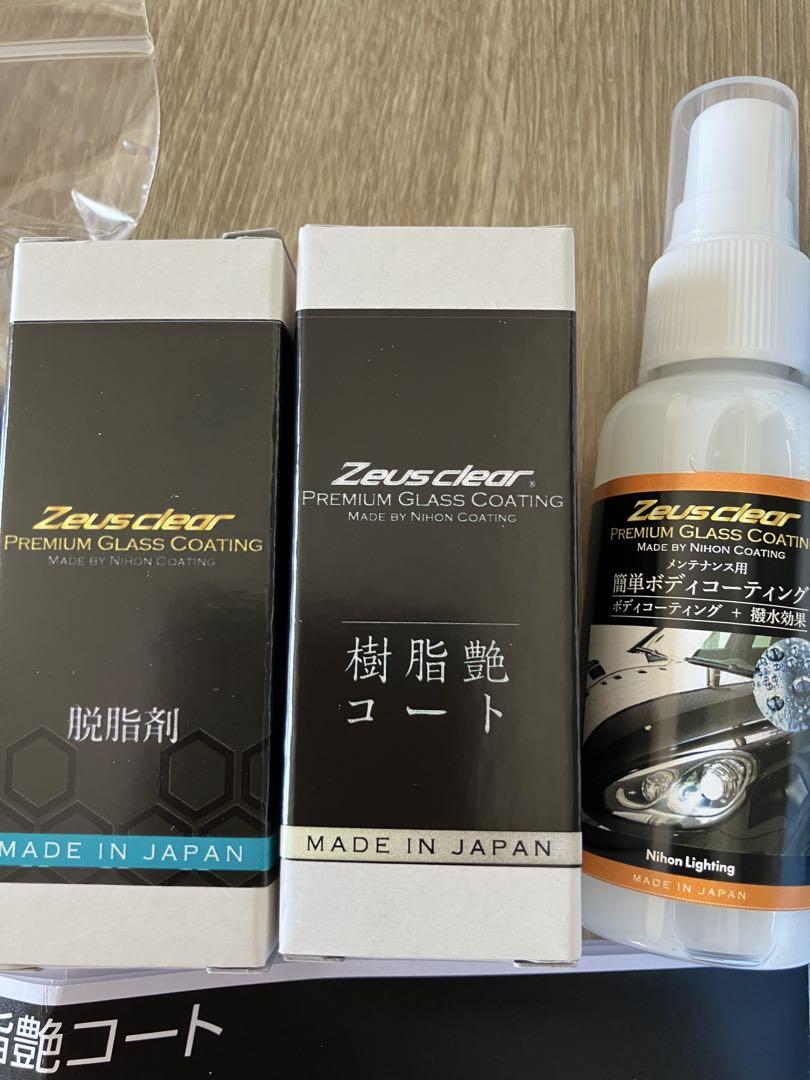 Zeus clear
PREMIUM GLASS COATING
MADE BY NIHON COATING
脱脂剤
MADE IN JAPAN
Zeus clear®
PREMIUM GLASS COATING
MADE BY NIHON COATING
樹脂艶
コート
MADE IN JAPAN
Zeus clear
PREMIUM GLASS COATING
MADE BY NIHON COATING
メンテナンス用
簡単ボディコーティング
ボディコーティング + 撥水効果
Nihon Lighting
MADE IN JAPAN
脂艶コート